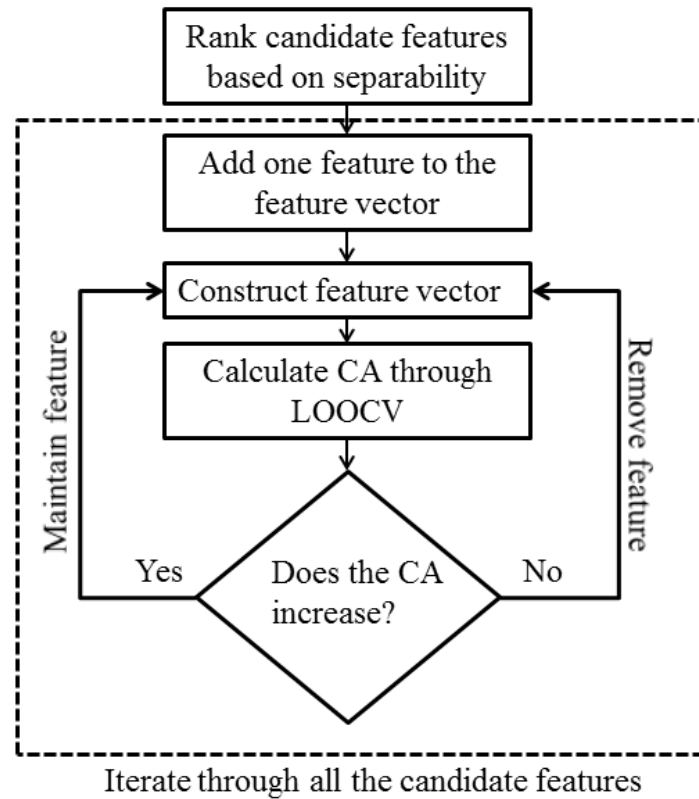 Rank candidate features
based on separability
Add one feature to the
feature vector
Construct feature vector
Calculate CA through
LOOCV
Maintain feature
Remove feature
Yes
Does the CA
increase?
No
Iterate through all the candidate features